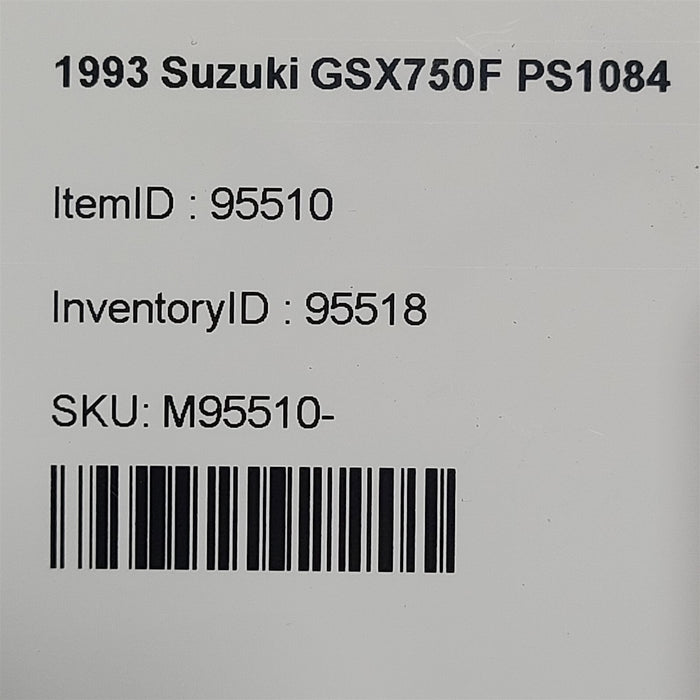 1993 Suzuki GSX750F PS1084
ItemID : 95510
InventoryID : 95518
SKU: M95510-